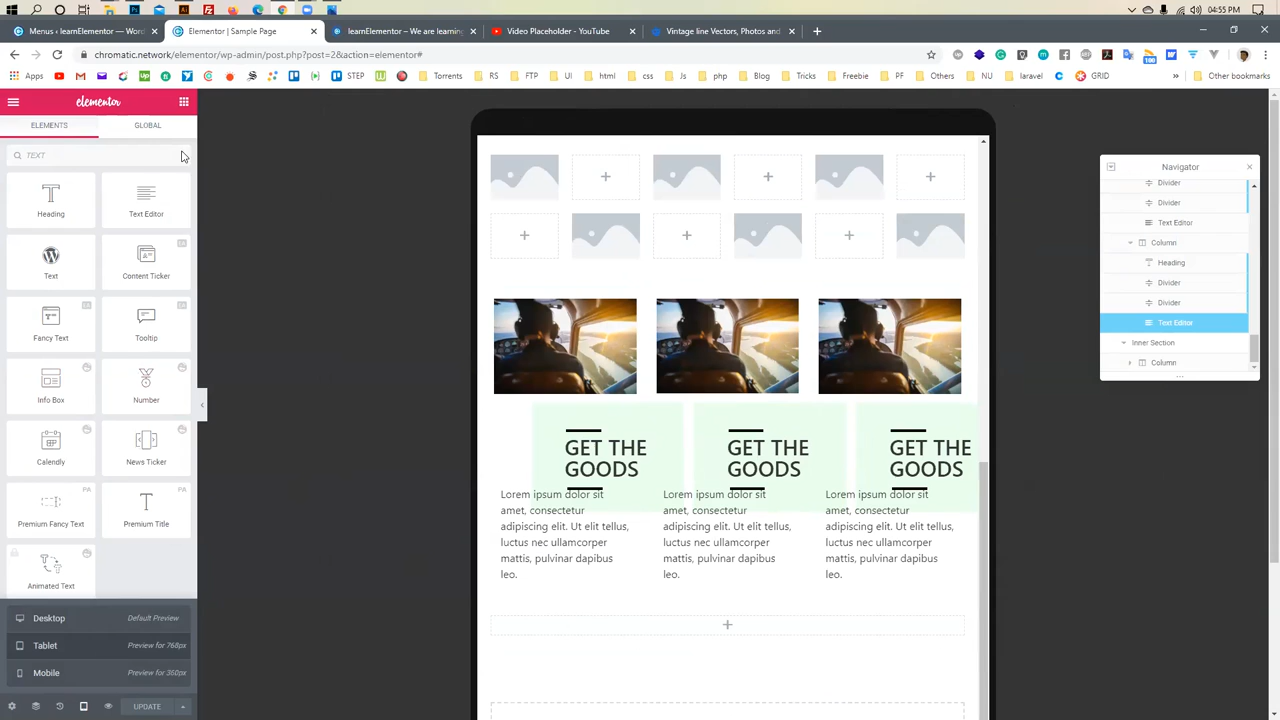 04:55 PM
Menus ‹ learnElementor — Wor
Elementor | Sample Page
learnElementor – We are learning
Video Placeholder - YouTube
Vintage line Vectors, Photos and
chromatic.network/elementor/wp-admin/post.php?post=2&action=elementor#
Apps
STEP
Torrents
RS
FTP
UI
html
css
Js
php
Blog
Tricks
Freebie
PF
Others
NU
laravel
GRID
Other bookmarks
elementor
ELEMENTS
GLOBAL
TEXT
Heading
Text Editor
Text
Content Ticker
Fancy Text
Tooltip
Info Box
Number
Calendly
News Ticker
Premium Fancy Text
Premium Title
Animated Text
Desktop
Default Preview
Tablet
Preview for 768px
Mobile
Preview for 360px
UPDATE
GET THE
GOODS
Lorem ipsum dolor sit
amet, consectetur
adipiscing elit. Ut elit tellus,
luctus nec ullamcorper
mattis, pulvinar dapibus
leo.
GET THE
GOODS
Lorem ipsum dolor sit
amet, consectetur
adipiscing elit. Ut elit tellus,
luctus nec ullamcorper
mattis, pulvinar dapibus
leo.
GET THE
GOODS
Lorem ipsum dolor sit
amet, consectetur
adipiscing elit. Ut elit tellus,
luctus nec ullamcorper
mattis, pulvinar dapibus
leo.
Navigator
Divider
Divider
Text Editor
Column
Heading
Divider
Divider
Text Editor
Inner Section
Column